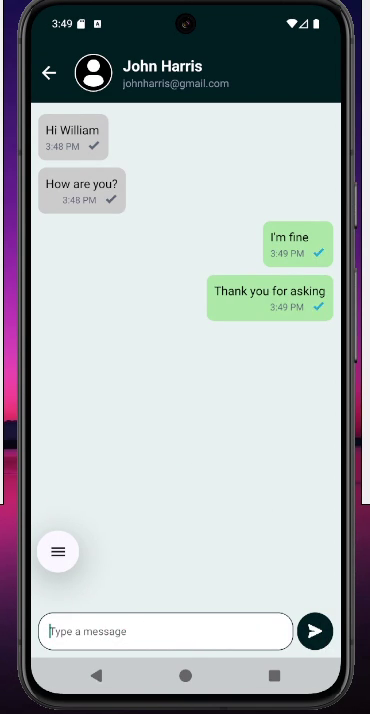 3:49
John Harris
johnharris@gmail.com
Hi William
3:48 PM
How are you?
3:48 PM
I'm fine
3:49 PM
Thank you for asking
3:49 PM
Type a message